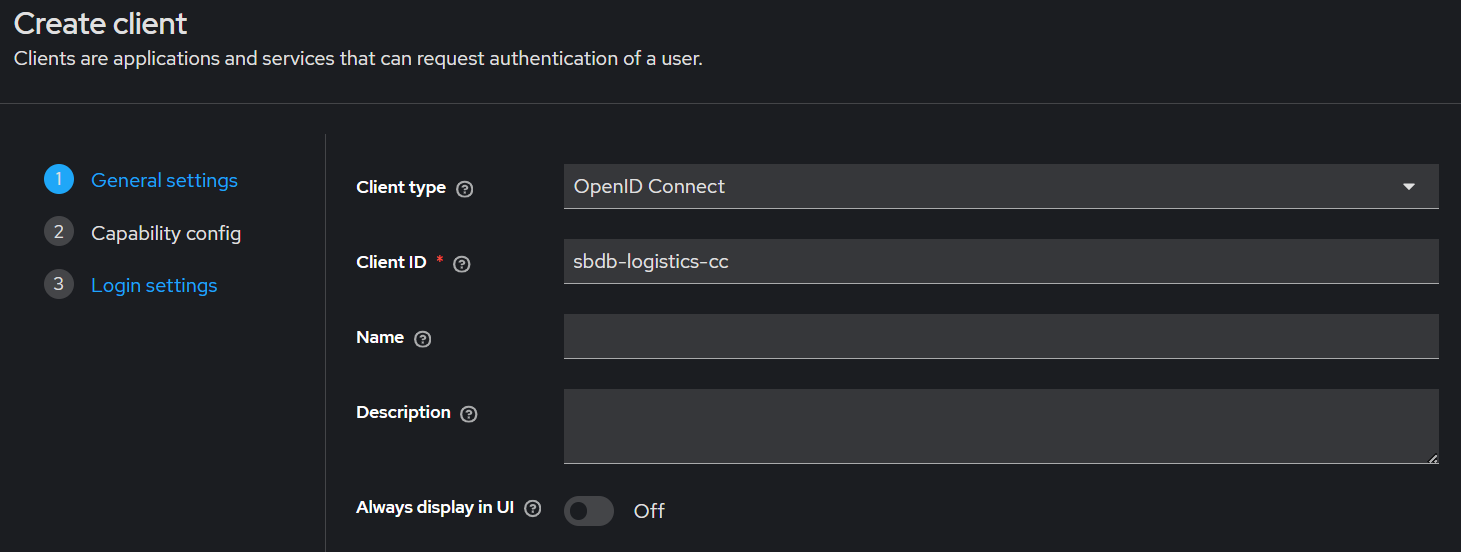 Create client
Clients are applications and services that can request authentication of a user.
1 General settings
2 Capability config
3 Login settings
Client type ?
OpenID Connect
Client ID * ?
sbdb-logistics-cc
Name ?
Description ?
Always display in UI ?
Off